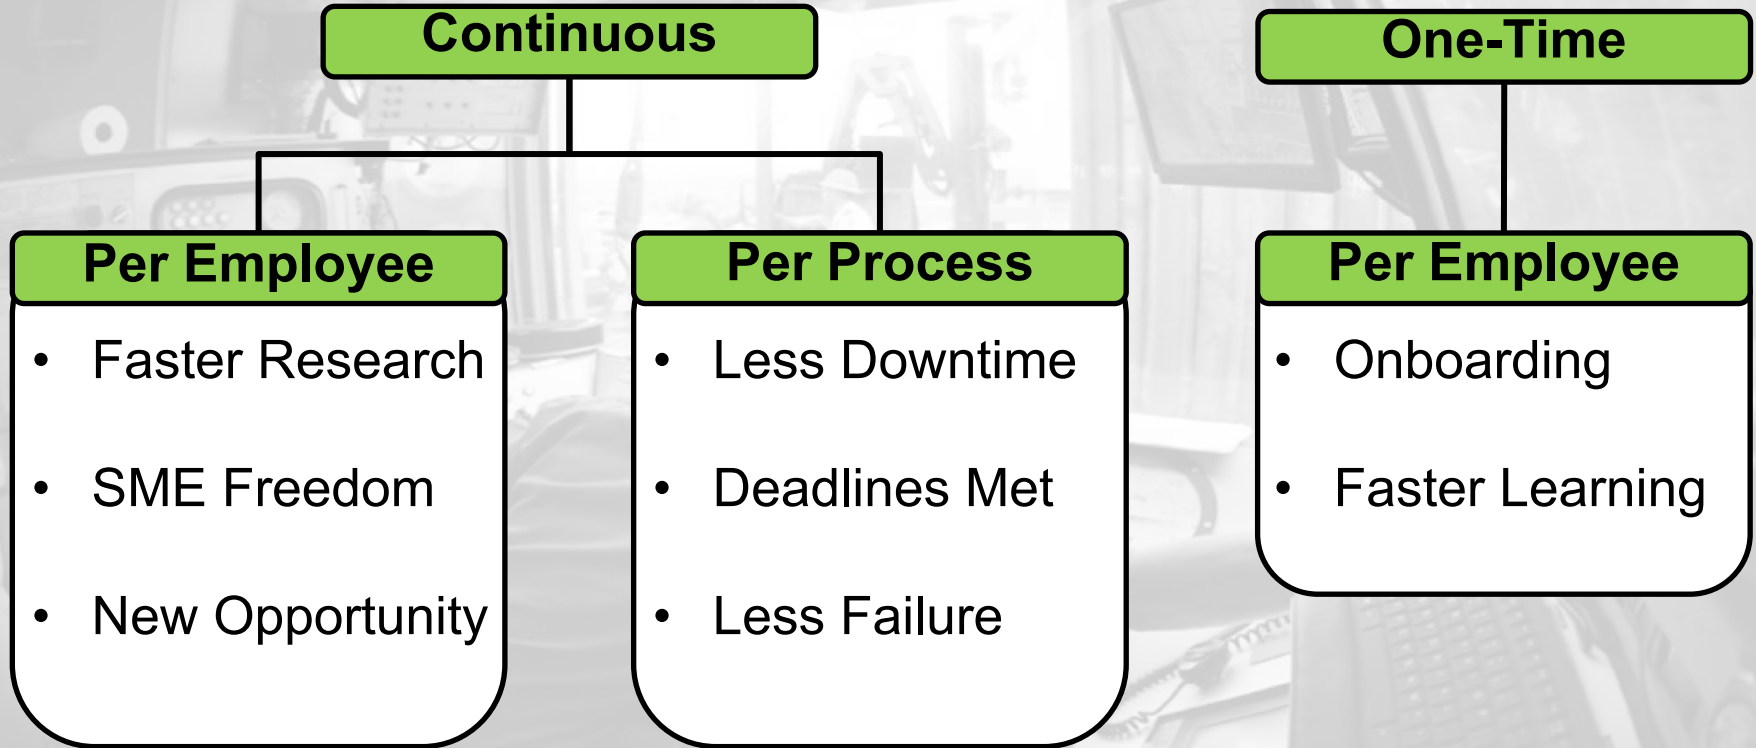 Continuous
One-Time
Per Employee
• Faster Research
• SME Freedom
• New Opportunity
Per Process
• Less Downtime
• Deadlines Met
• Less Failure
Per Employee
• Onboarding
• Faster Learning